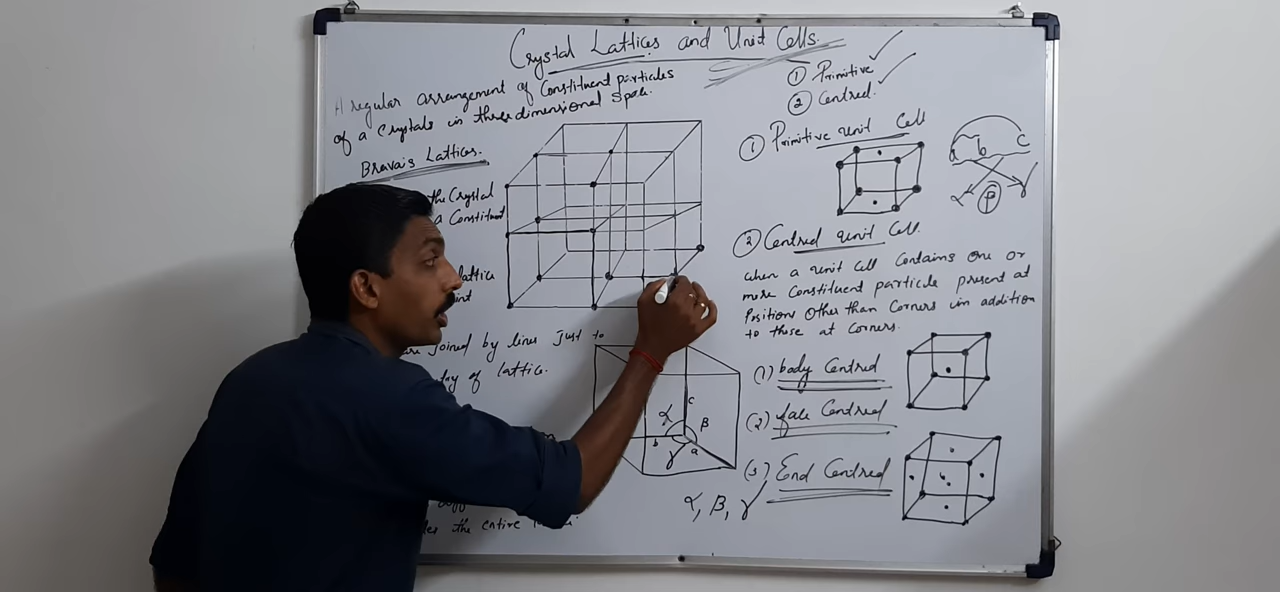 Crystal Lattices and Unit Cells.
A regular arrangement of Constituent particles
of a Crystals in three dimensional Space.
Bravais Lattices.
the Crystal
a Constituent
lattice
are joined by lines just to
of lattice.
the entire
c
α β
b a
γ
α, β, γ
① Primitive
② Centred.
① Primitive unit Cell
a b c
α P γ
② Centred unit Cell.
when a unit Cell Contains one or
more Constituent particle present at
Positions Other than Corners in addition
to those at Corners.
(1) body Centred
(2) face Centred
(3) End Centred